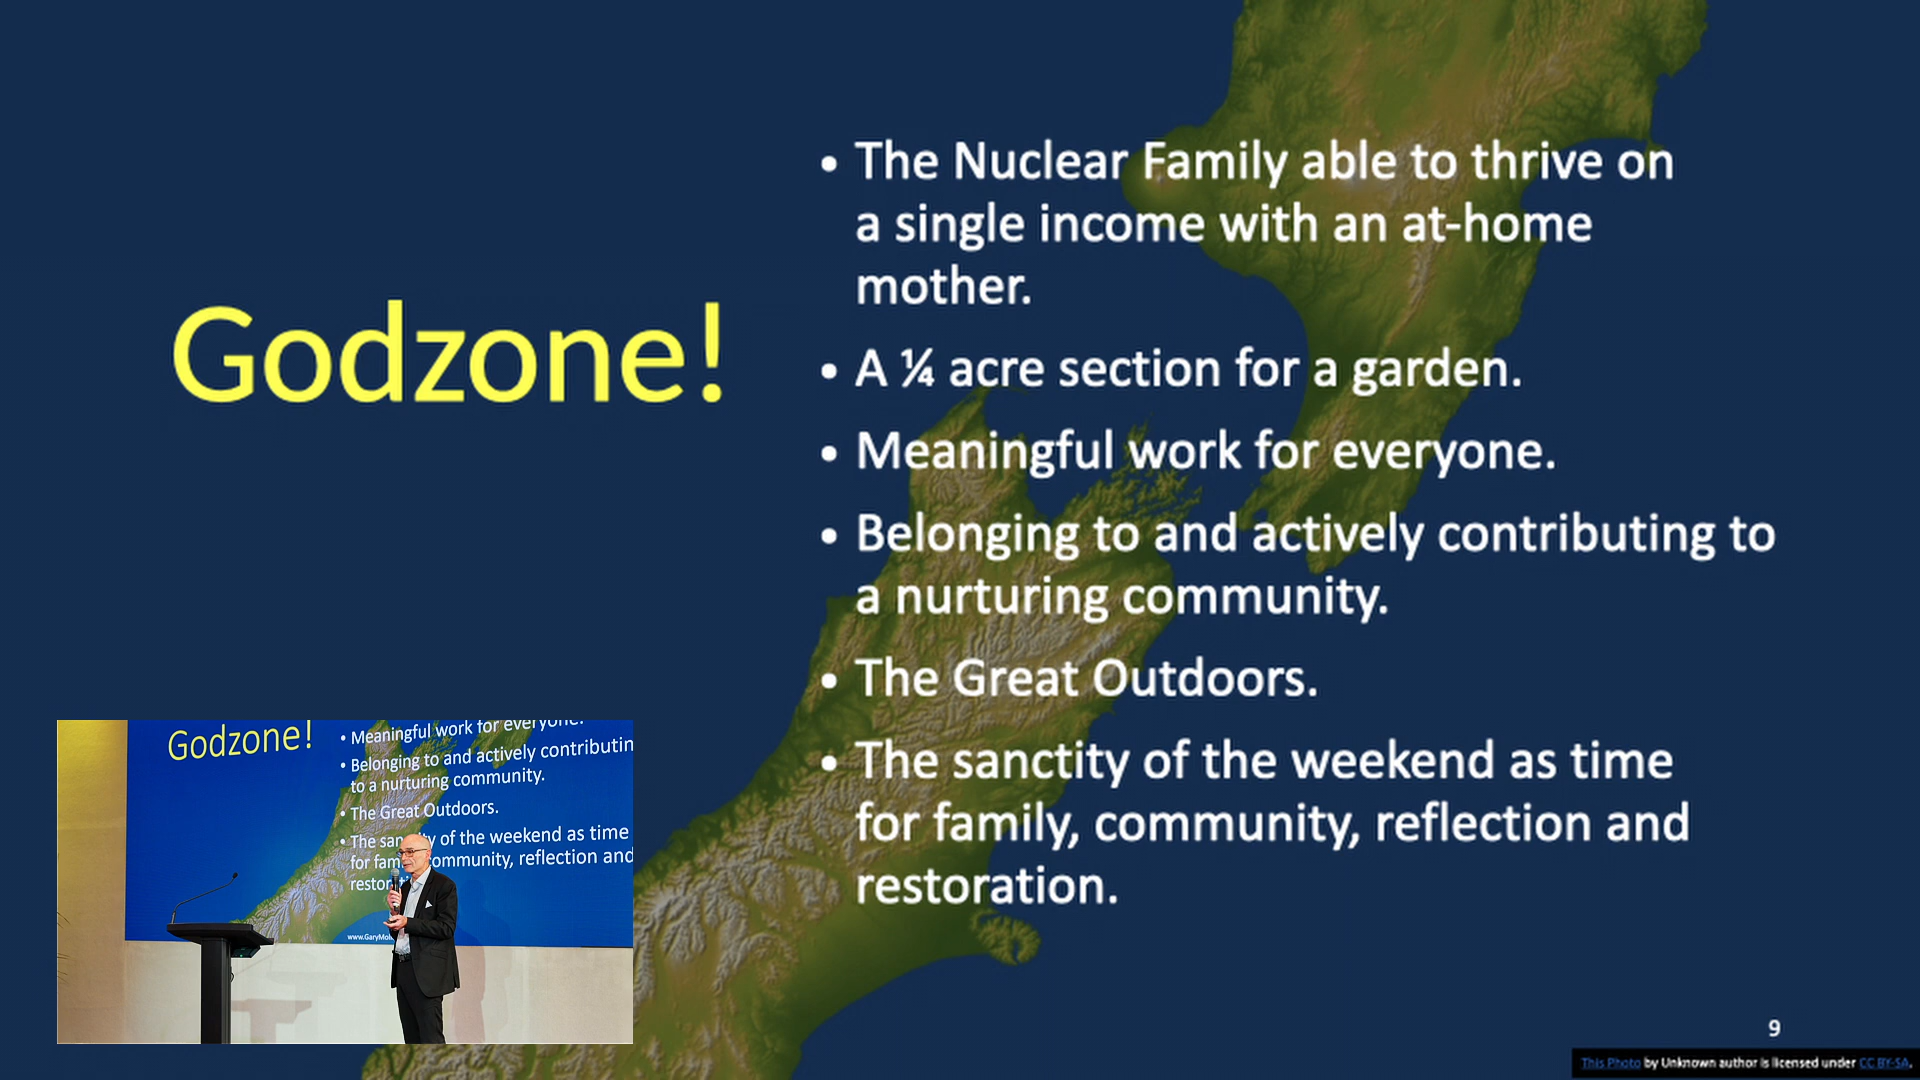 Godzone!
• The Nuclear Family able to thrive on
a single income with an at-home
mother.
• A ¼ acre section for a garden.
• Meaningful work for everyone.
• Belonging to and actively contributing to
a nurturing community.
• The Great Outdoors.
• The sanctity of the weekend as time
for family, community, reflection and
restoration.
Godzone!
• Meaningful work for everyone.
• Belonging to and actively contributin
to a nurturing community.
• The Great Outdoors.
• The of the weekend as time
for community, reflection and
9
This Photo by Unknown author is licensed under CC BY-SA.